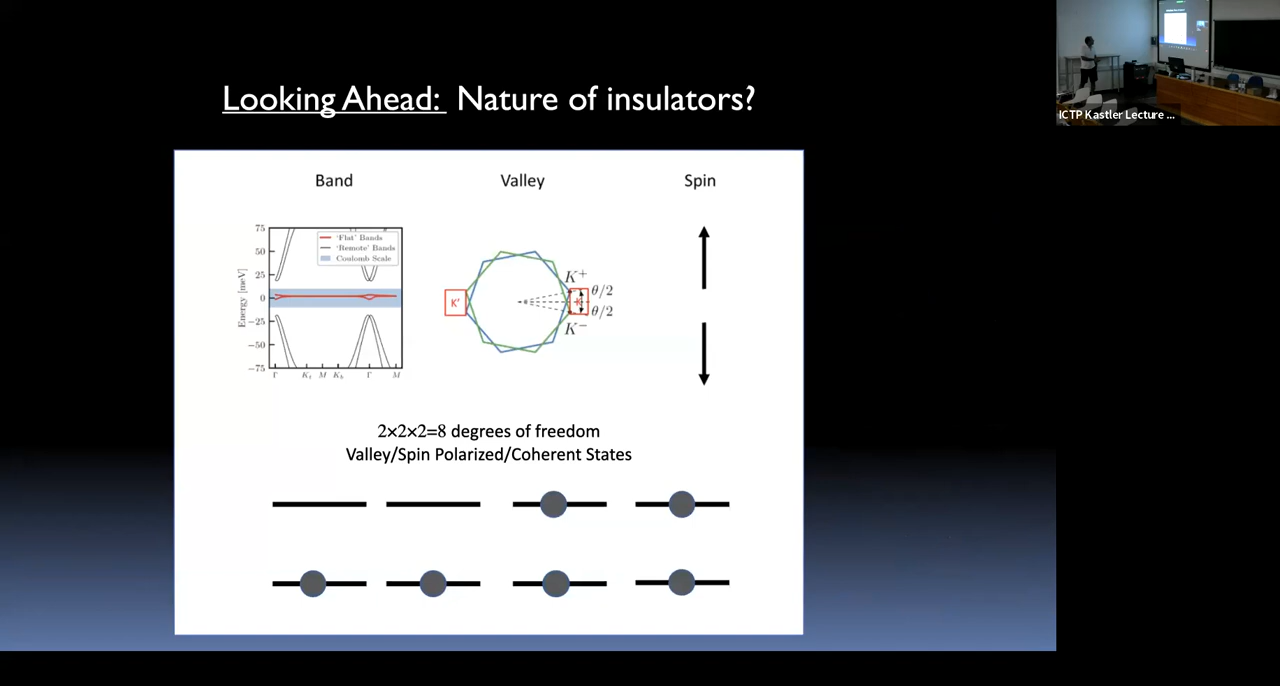 Looking Ahead: Nature of insulators?
ICTP Kastler Lecture ...
Band
Valley
Spin
75
50
25
0
−25
−50
−75
Energy [meV]
'Flat' Bands
'Remote' Bands
Coulomb Scale
Γ
M
Γ
M
K'
K
K+
θ/2
θ/2
K−
2×2×2=8 degrees of freedom
Valley/Spin Polarized/Coherent States